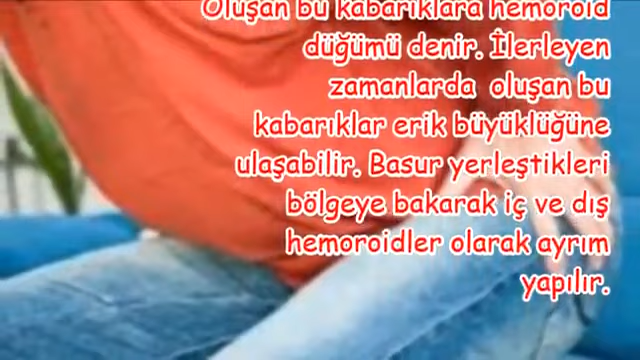 Oluşan bu kabarıklara hemoroid
düğümü denir. İlerleyen
zamanlarda oluşan bu
kabarıklar erik büyüklüğüne
ulaşabilir. Basur yerleştikleri
bölgeye bakarak iç ve dış
hemoroidler olarak ayrım
yapılır.